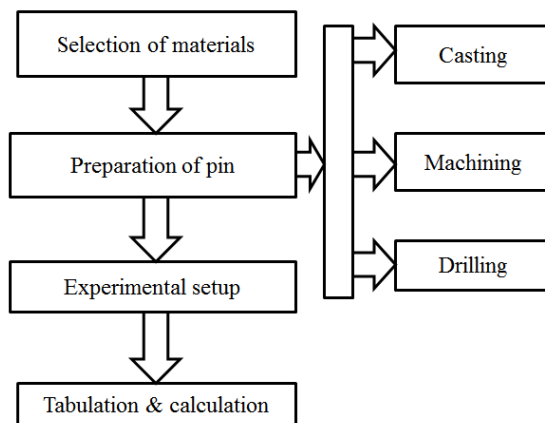 Selection of materials
Preparation of pin
Experimental setup
Tabulation & calculation
Casting
Machining
Drilling